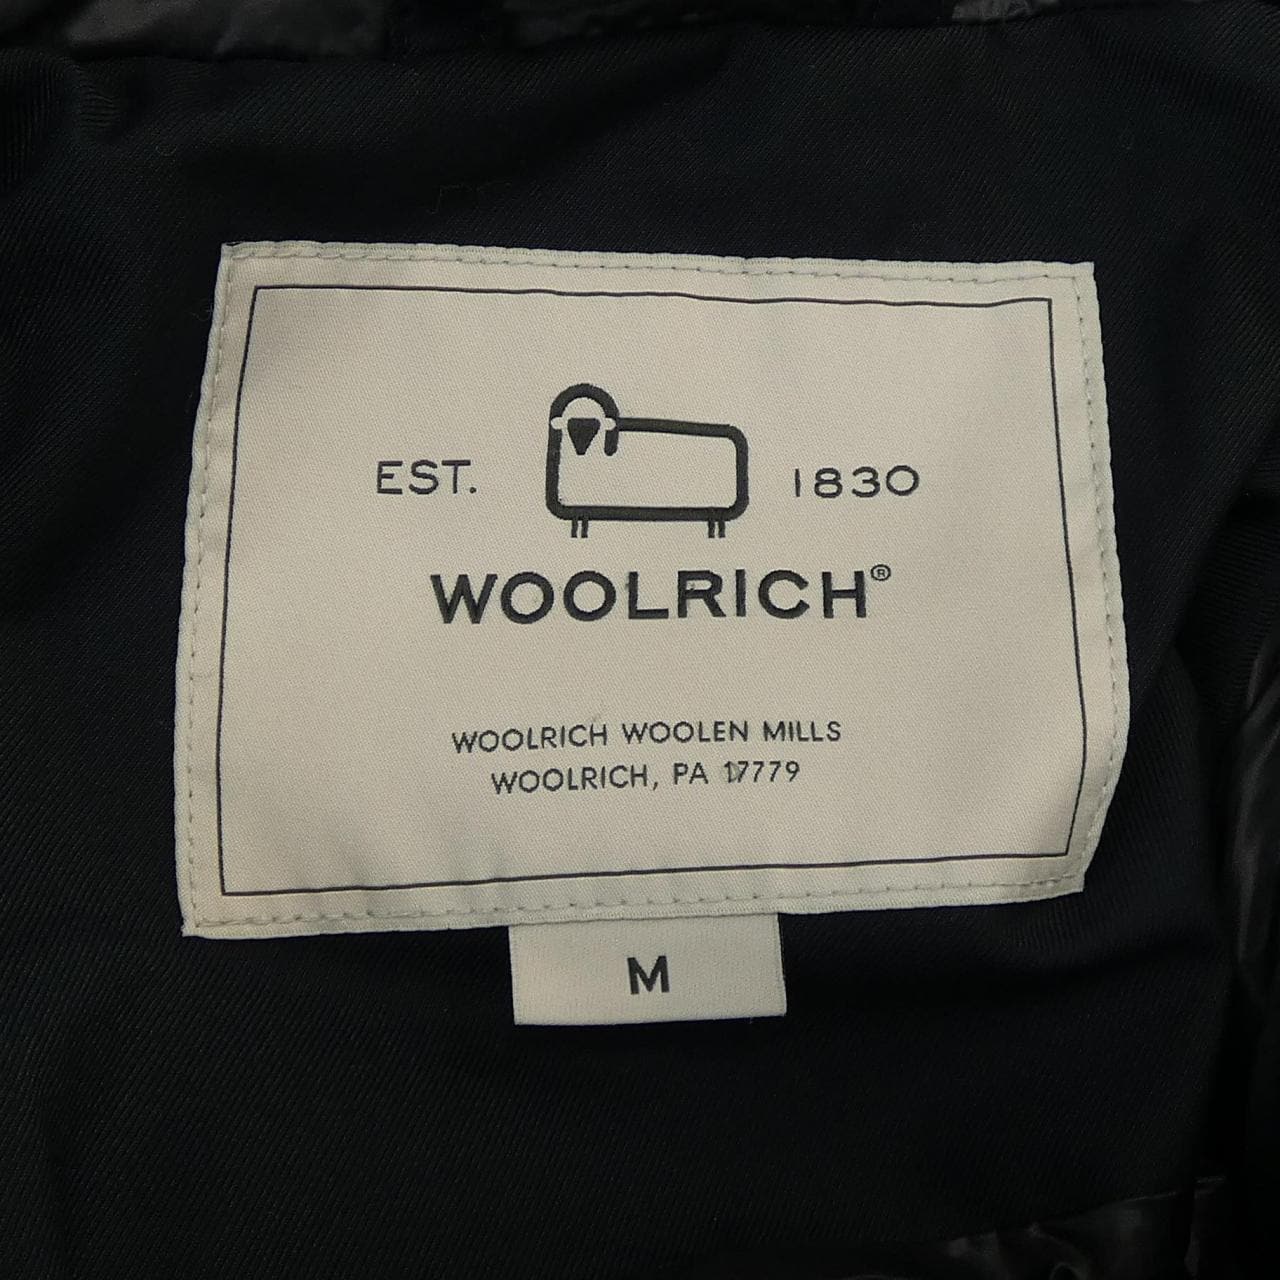 EST. 1830
WOOLRICH®
WOOLRICH WOOLEN MILLS
WOOLRICH, PA 17779
M